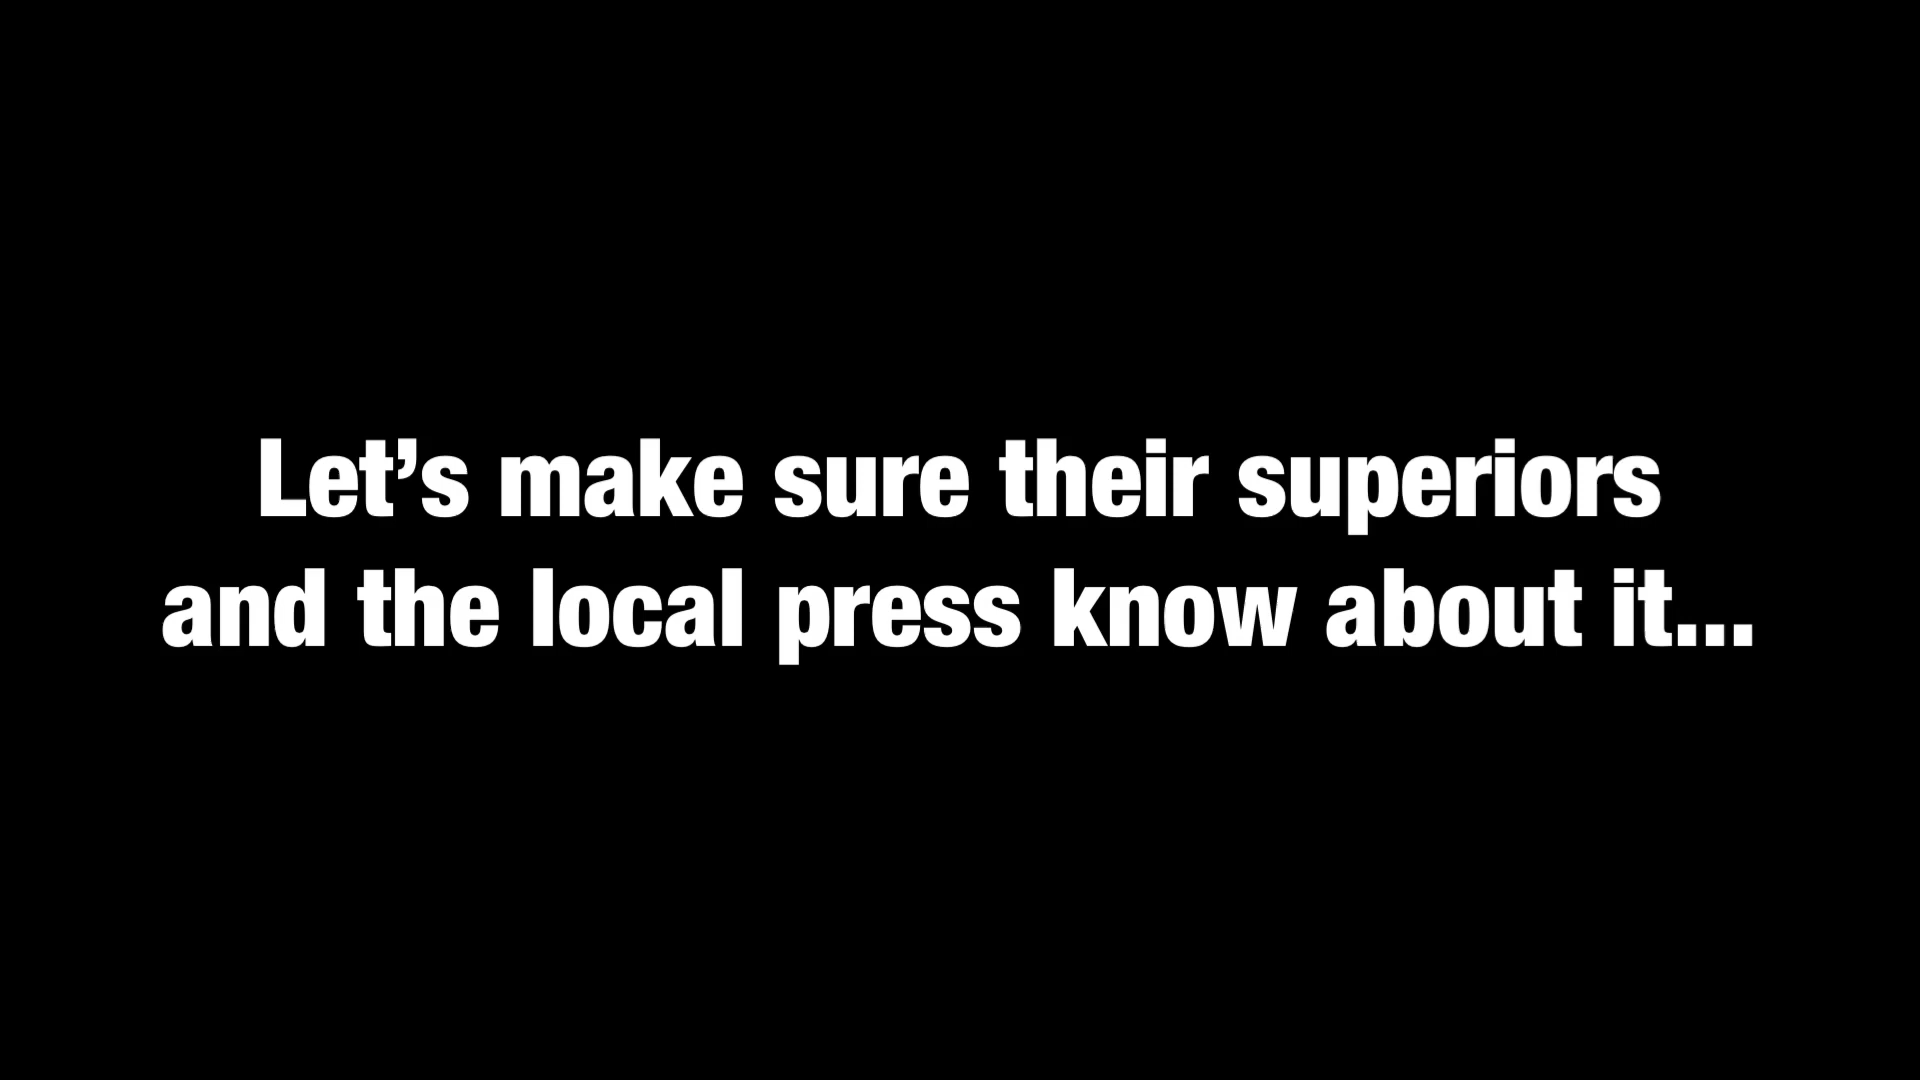 Let’s make sure their superiors
and the local press know about it...